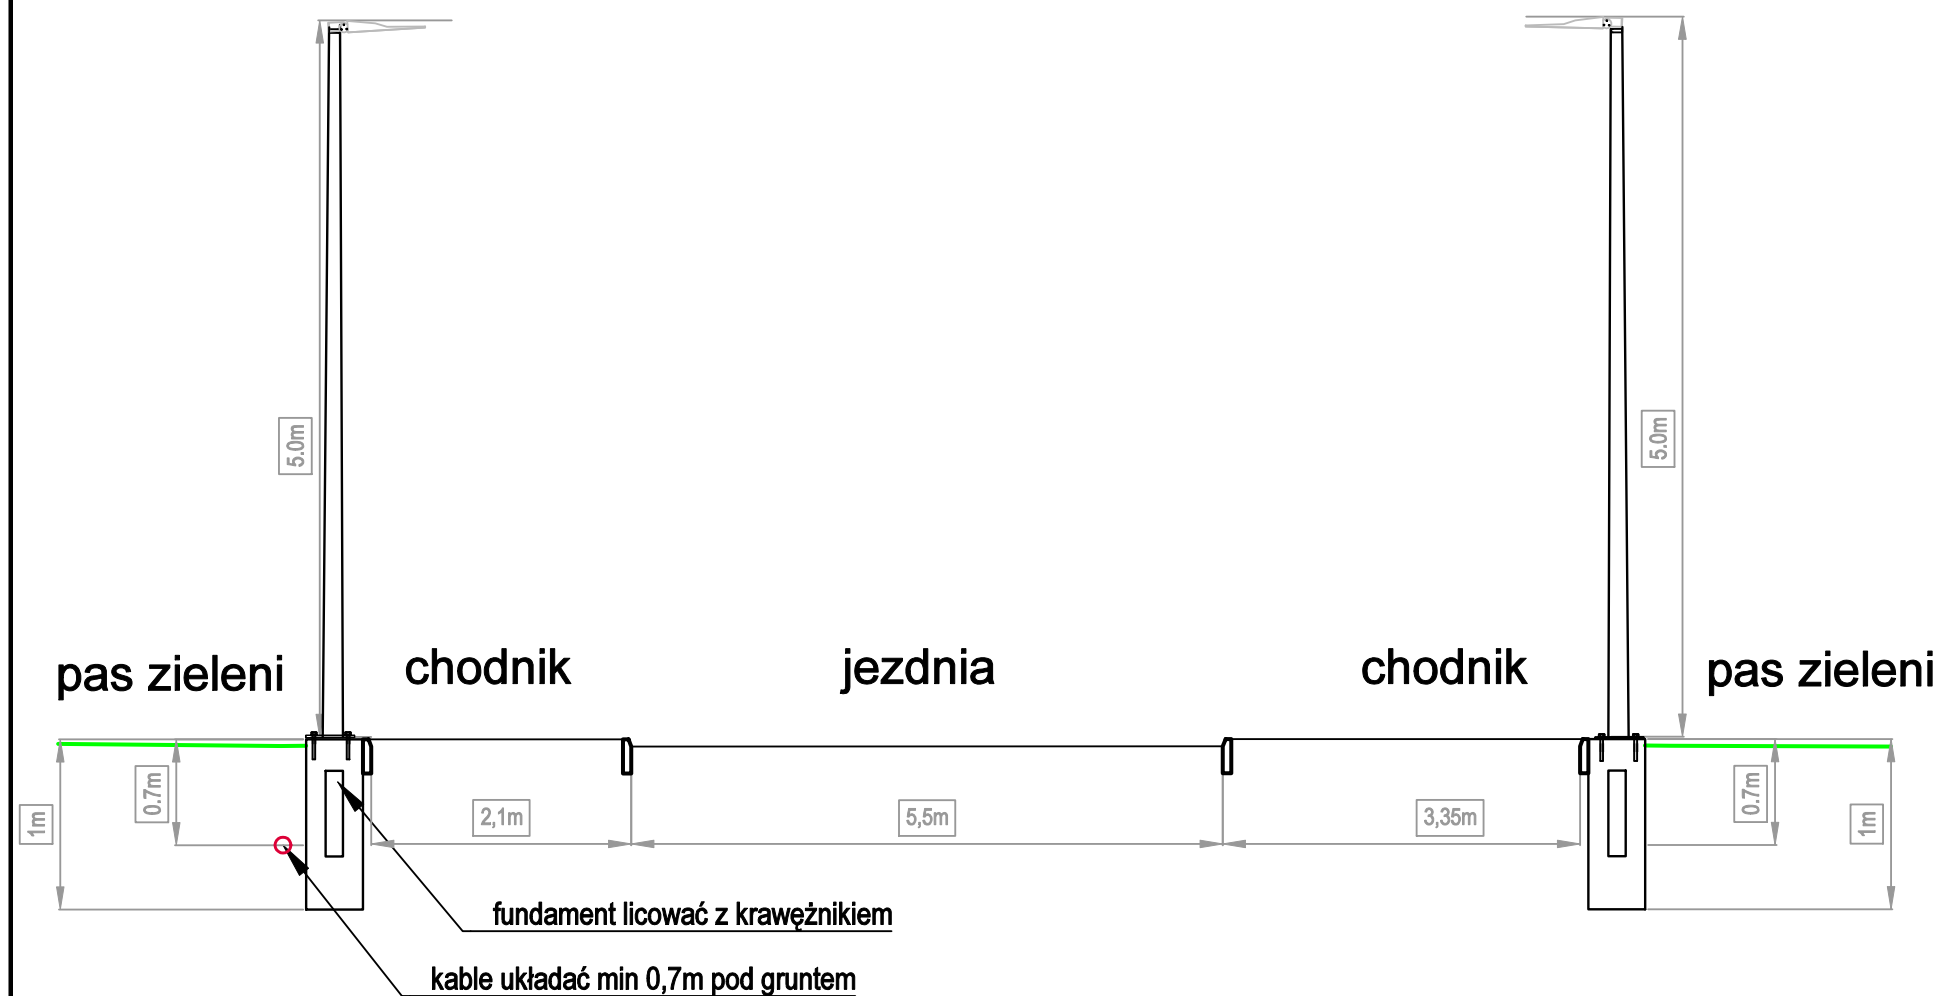 5.0m
5.0m
pas zieleni
chodnik
jezdnia
chodnik
pas zieleni
1m
0.7m
2,1m
5,5m
3,35m
0.7m
1m
fundament licować z krawężnikiem
kable układać min 0,7m pod gruntem